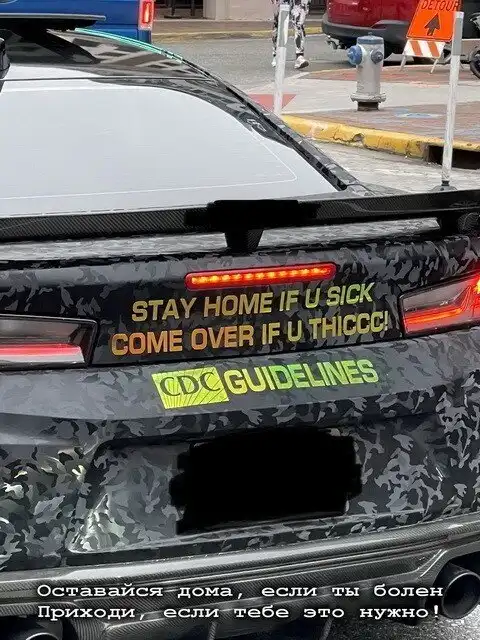 DETOUR
STAY HOME IF U SICK
COME OVER IF U THICCC!
CDC GUIDELINES
Оставайся дома, если ты болен
Приходи, если тебе это нужно!